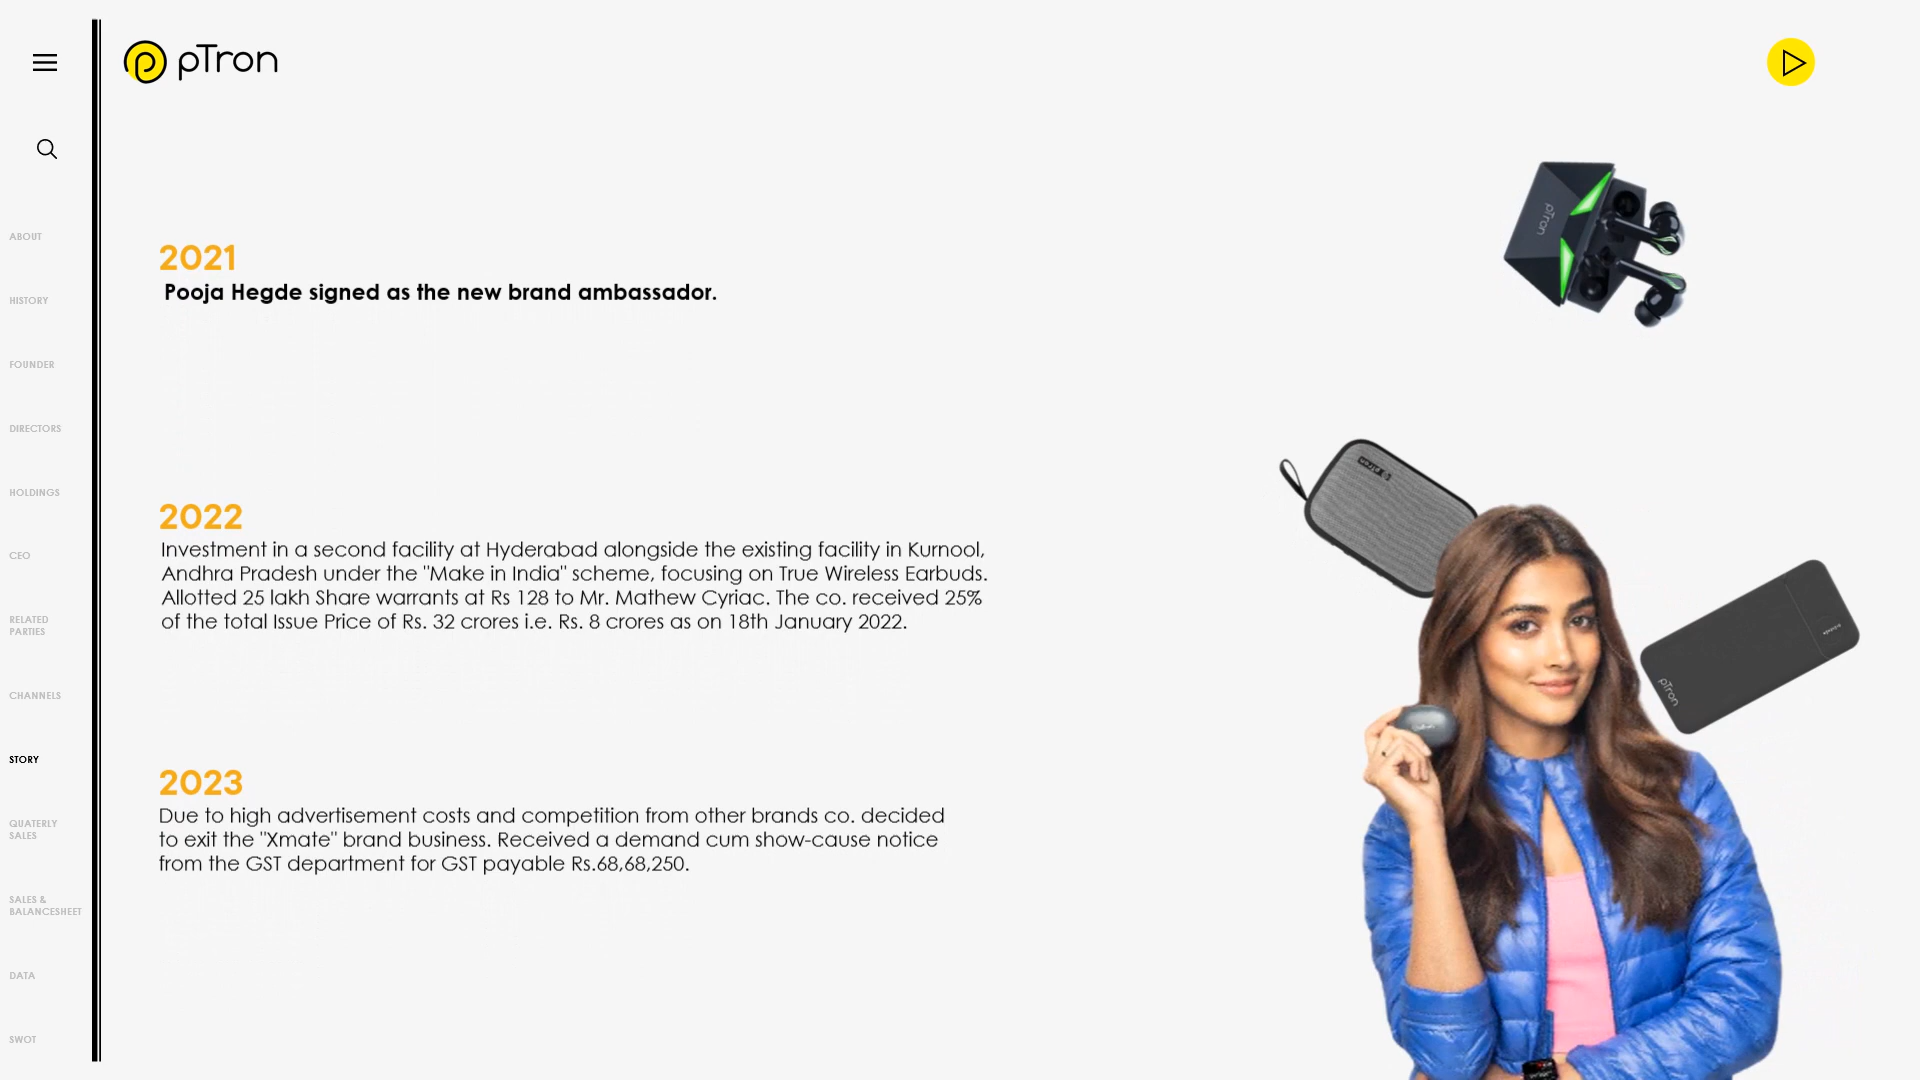 pTron
ABOUT
HISTORY
FOUNDER
DIRECTORS
HOLDINGS
CEO
RELATED
PARTIES
CHANNELS
STORY
QUATERLY
SALES
SALES &
BALANCESHEET
DATA
SWOT
2021
Pooja Hegde signed as the new brand ambassador.
2022
Investment in a second facility at Hyderabad alongside the existing facility in Kurnool,
Andhra Pradesh under the "Make in India" scheme, focusing on True Wireless Earbuds.
Allotted 25 lakh Share warrants at Rs 128 to Mr. Mathew Cyriac. The co. received 25%
of the total Issue Price of Rs. 32 crores i.e. Rs. 8 crores as on 18th January 2022.
2023
Due to high advertisement costs and competition from other brands co. decided
to exit the "Xmate" brand business. Received a demand cum show-cause notice
from the GST department for GST payable Rs.68,68,250.
pTron
pTron
pTron